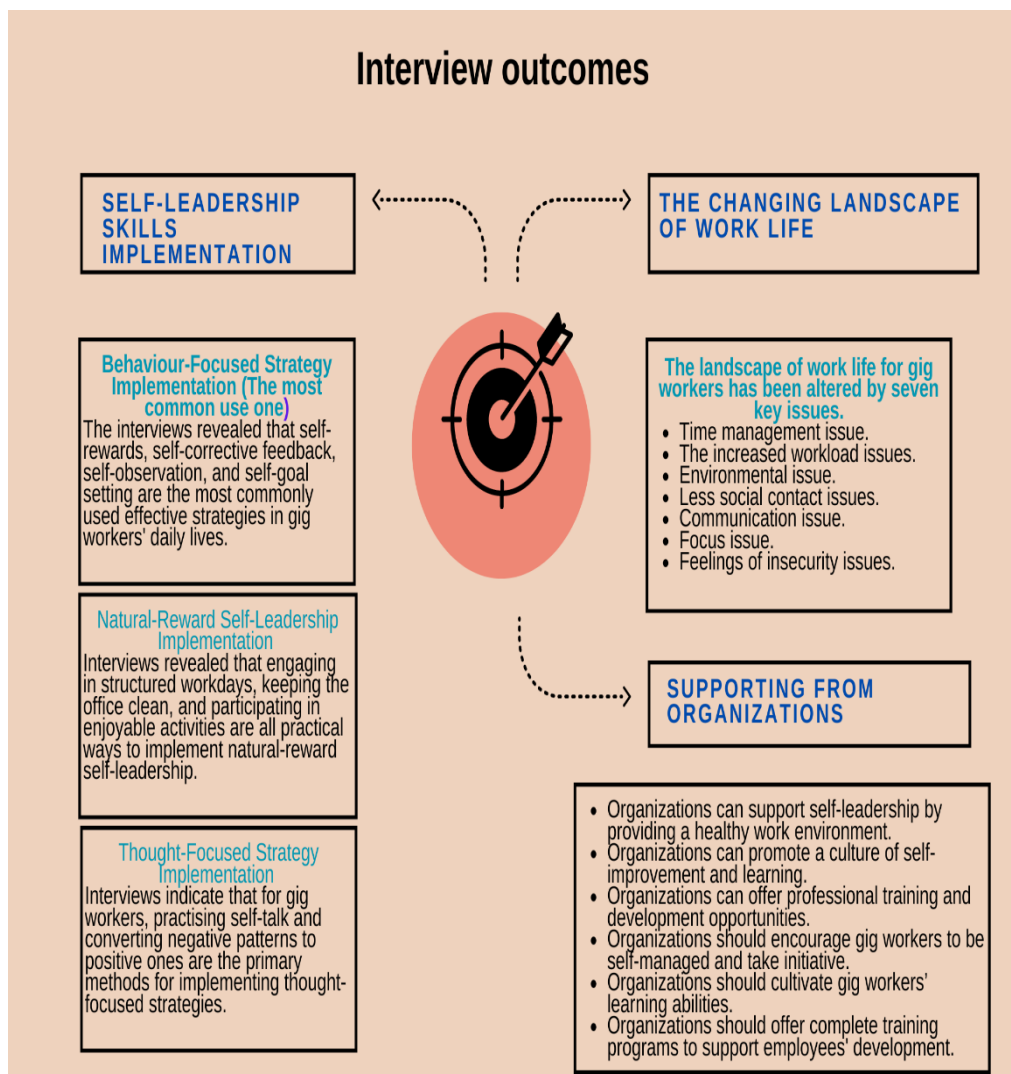 Interview outcomes
SELF-LEADERSHIP
SKILLS
IMPLEMENTATION
Behaviour-Focused Strategy
Implementation (The most
common use one)
The interviews revealed that self-
rewards, self-corrective feedback,
self-observation, and self-goal
setting are the most commonly
used effective strategies in gig
workers' daily lives.
Natural-Reward Self-Leadership
Implementation
Interviews revealed that engaging
in structured workdays, keeping the
office clean, and participating in
enjoyable activities are all practical
ways to implement natural-reward
self-leadership.
Thought-Focused Strategy
Implementation
Interviews indicate that for gig
workers, practising self-talk and
converting negative patterns to
positive ones are the primary
methods for implementing thought-
focused strategies.
THE CHANGING LANDSCAPE
OF WORK LIFE
The landscape of work life for gig
workers has been altered by seven
key issues.
• Time management issue.
• The increased workload issues.
• Environmental issue.
• Less social contact issues.
• Communication issue.
• Focus issue.
• Feelings of insecurity issues.
SUPPORTING FROM
ORGANIZATIONS
• Organizations can support self-leadership by
providing a healthy work environment.
• Organizations can promote a culture of self-
improvement and learning.
• Organizations can offer professional training and
development opportunities.
• Organizations should encourage gig workers to be
self-managed and take initiative.
• Organizations should cultivate gig workers'
learning abilities.
• Organizations should offer complete training
programs to support employees' development.